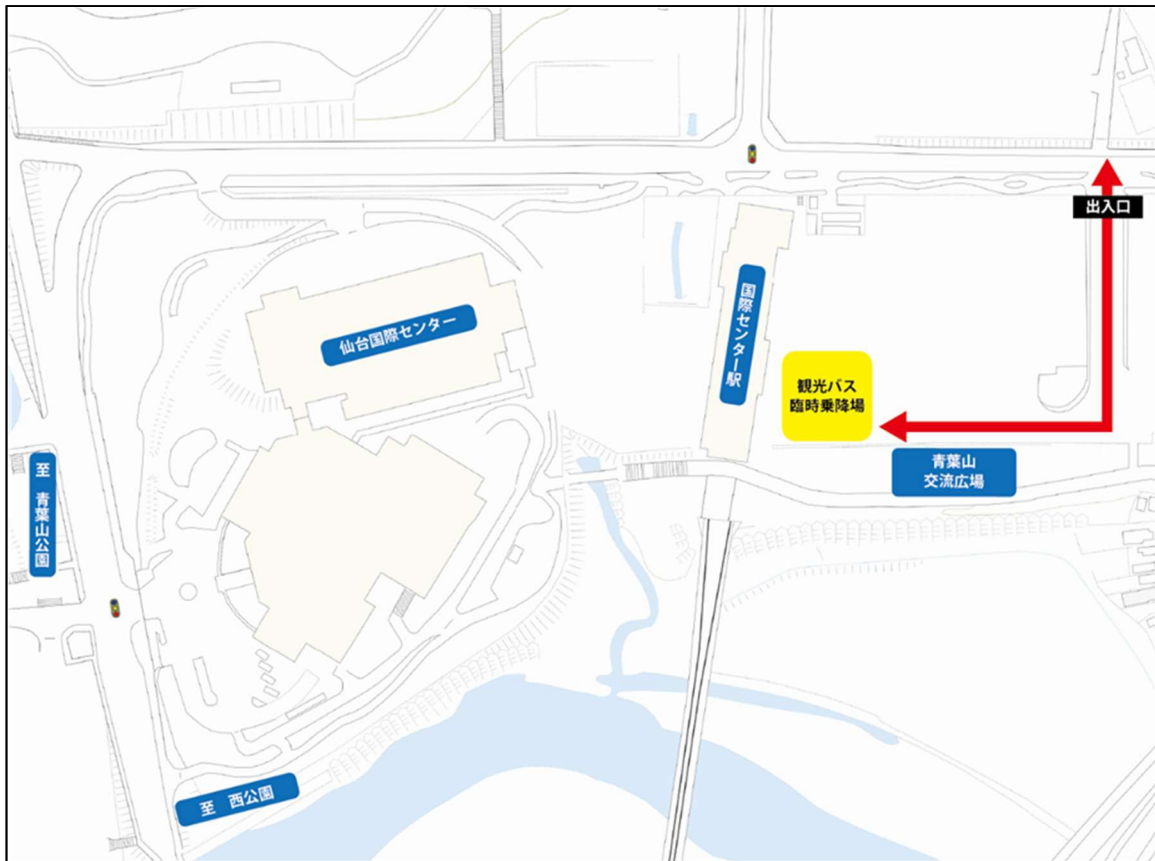 出入口
国際センター駅
仙台国際センター
観光バス
臨時乗降場
青葉山
交流広場
至 青葉山公園
至 西公園